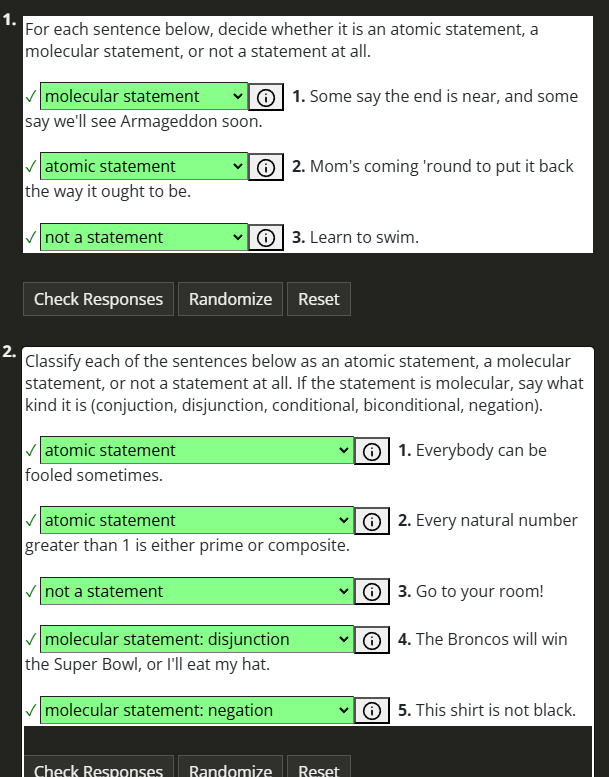 1.
For each sentence below, decide whether it is an atomic statement, a
molecular statement, or not a statement at all.
✓ molecular statement 1. Some say the end is near, and some
say we'll see Armageddon soon.
✓ atomic statement 2. Mom's coming 'round to put it back
the way it ought to be.
✓ not a statement 3. Learn to swim.
Check Responses Randomize Reset
2.
Classify each of the sentences below as an atomic statement, a molecular
statement, or not a statement at all. If the statement is molecular, say what
kind it is (conjuction, disjunction, conditional, biconditional, negation).
✓ atomic statement 1. Everybody can be
fooled sometimes.
✓ atomic statement 2. Every natural number
greater than 1 is either prime or composite.
✓ not a statement 3. Go to your room!
✓ molecular statement: disjunction 4. The Broncos will win
the Super Bowl, or I'll eat my hat.
✓ molecular statement: negation 5. This shirt is not black.
Check Responses Randomize Reset